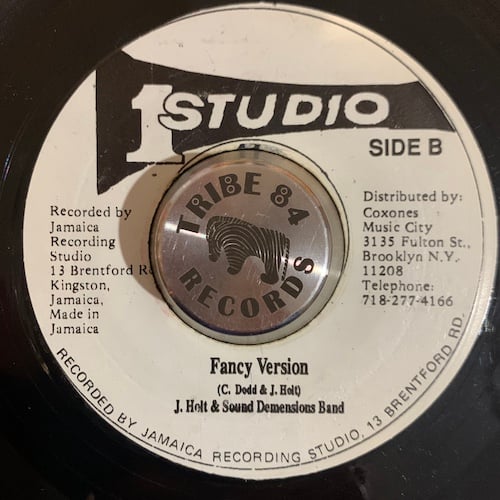 1 STUDIO
SIDE B
Recorded by
Jamaica
Recording
Studio
13 Brentford R
Kingston,
Jamaica,
Made in
Jamaica
TRIBE 84
RECORDS
Distributed by:
Coxones
Music City
3135 Fulton St.,
Brooklyn N.Y.
11208
Telephone:
718-277-4166
Fancy Version
(C. Dodd & J. Holt)
J. Holt & Sound Demensions Band
RECORDED BY JAMAICA RECORDING STUDIO, 13 BRENTFORD RD.